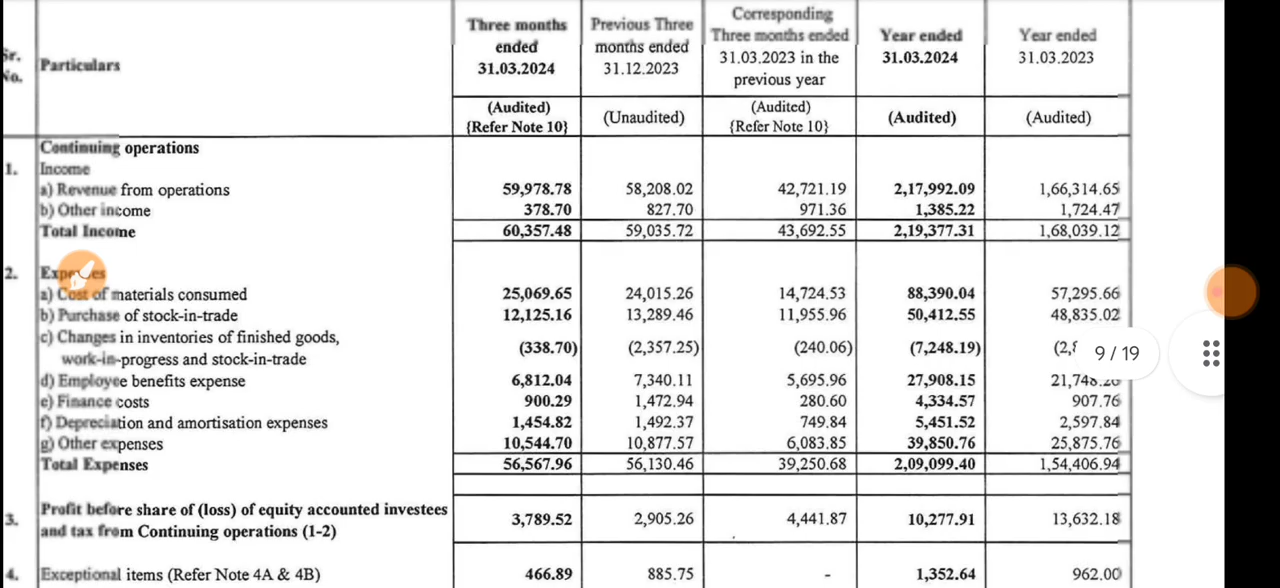 Sr. No. Particulars Three months ended 31.03.2024 Previous Three months ended 31.12.2023 Corresponding Three months ended 31.03.2023 in the previous year Year ended 31.03.2024 Year ended 31.03.2023
(Audited) {Refer Note 10} (Unaudited) (Audited) {Refer Note 10} (Audited) (Audited)
Continuing operations
1. Income
a) Revenue from operations 59,978.78 58,208.02 42,721.19 2,17,992.09 1,66,314.65
b) Other income 378.70 827.70 971.36 1,385.22 1,724.47
Total Income 60,357.48 59,035.72 43,692.55 2,19,377.31 1,68,039.12
2. Expenses
a) Cost of materials consumed 25,069.65 24,015.26 14,724.53 88,390.04 57,295.66
b) Purchase of stock-in-trade 12,125.16 13,289.46 11,955.96 50,412.55 48,835.02
c) Changes in inventories of finished goods,
work-in-progress and stock-in-trade (338.70) (2,357.25) (240.06) (7,248.19)
9 / 19
d) Employee benefits expense 6,812.04 7,340.11 5,695.96 27,908.15
e) Finance costs 900.29 1,472.94 280.60 4,334.57 907.76
f) Depreciation and amortisation expenses 1,454.82 1,492.37 749.84 5,451.52 2,597.84
g) Other expenses 10,544.70 10,877.57 6,083.85 39,850.76 25,875.76
Total Expenses 56,567.96 56,130.46 39,250.68 2,09,099.40 1,54,406.94
3. Profit before share of (loss) of equity accounted investees
and tax from Continuing operations (1-2) 3,789.52 2,905.26 4,441.87 10,277.91 13,632.18
4. Exceptional items (Refer Note 4A & 4B) 466.89 885.75 - 1,352.64 962.00